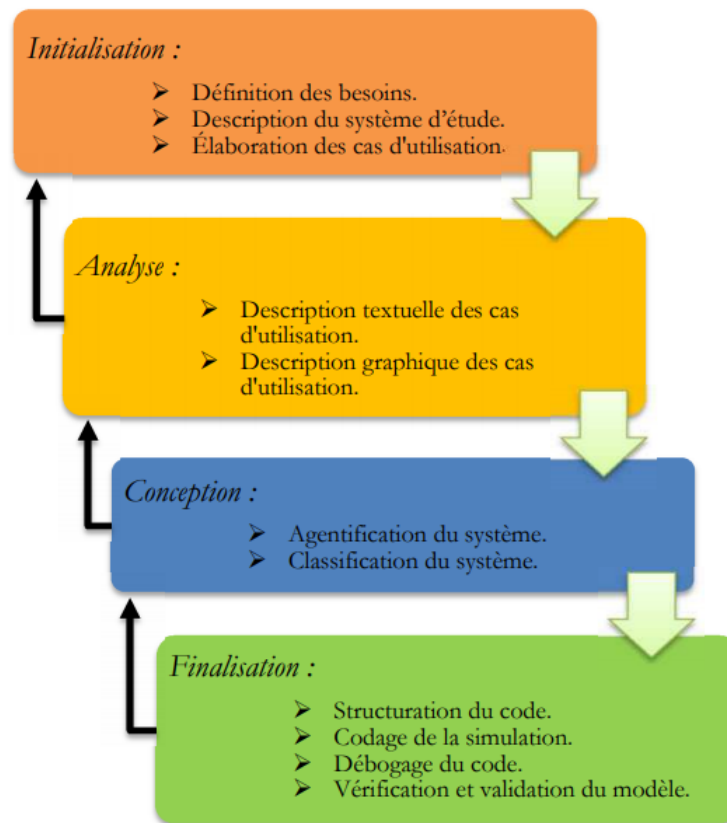 Initialisation :
➢ Définition des besoins.
➢ Description du système d'étude.
➢ Élaboration des cas d'utilisation.
Analyse :
➢ Description textuelle des cas
d'utilisation.
➢ Description graphique des cas
d'utilisation.
Conception :
➢ Agentification du système.
➢ Classification du système.
Finalisation :
➢ Structuration du code.
➢ Codage de la simulation.
➢ Débogage du code.
➢ Vérification et validation du modèle.